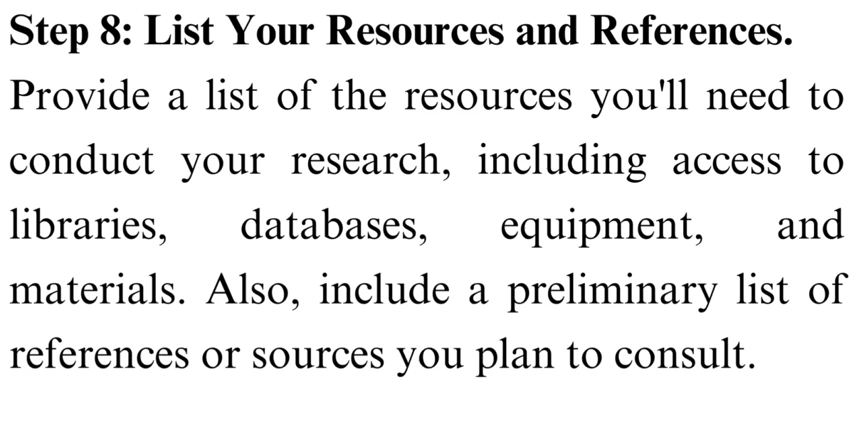 Step 8: List Your Resources and References.
Provide a list of the resources you'll need to
conduct your research, including access to
libraries, databases, equipment, and
materials. Also, include a preliminary list of
references or sources you plan to consult.